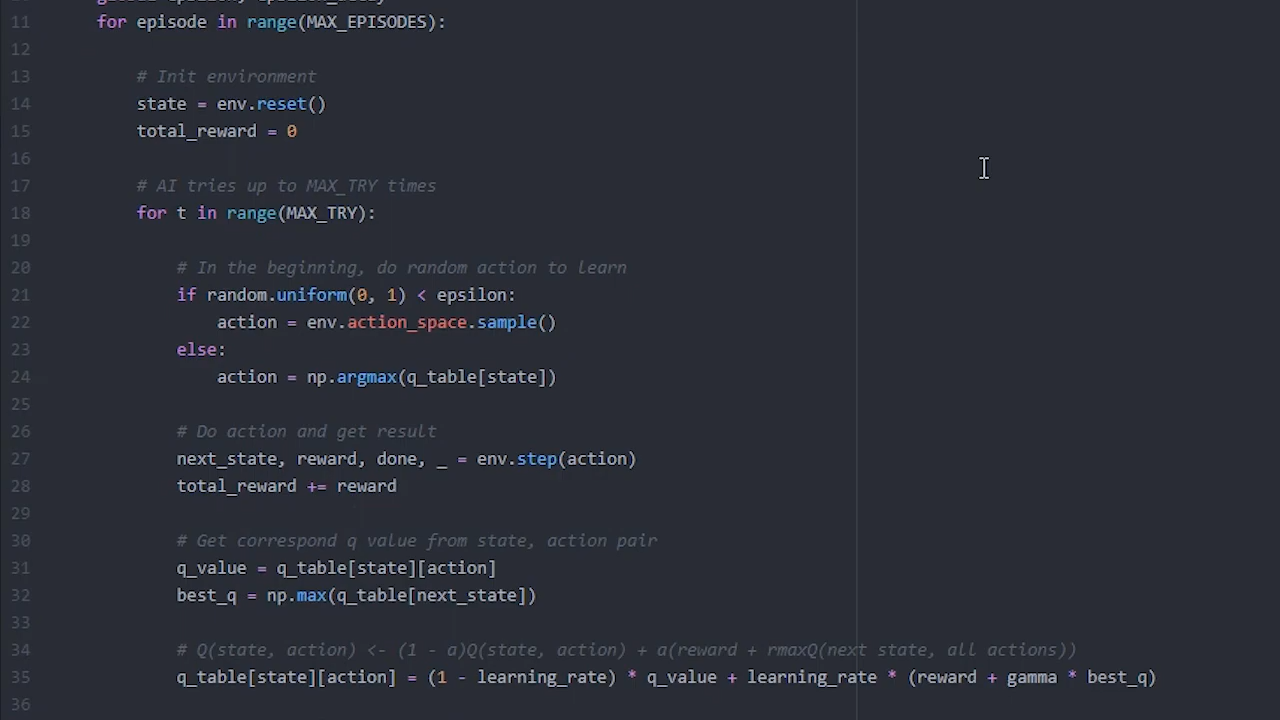 11 for episode in range(MAX_EPISODES):
12
13 # Init environment
14 state = env.reset()
15 total_reward = 0
16
17 # AI tries up to MAX_TRY times
18 for t in range(MAX_TRY):
19
20 # In the beginning, do random action to learn
21 if random.uniform(0, 1) < epsilon:
22 action = env.action_space.sample()
23 else:
24 action = np.argmax(q_table[state])
25
26 # Do action and get result
27 next_state, reward, done, _ = env.step(action)
28 total_reward += reward
29
30 # Get correspond q value from state, action pair
31 q_value = q_table[state][action]
32 best_q = np.max(q_table[next_state])
33
34 # Q(state, action) <- (1 - a)Q(state, action) + a(reward + rmaxQ(next state, all actions))
35 q_table[state][action] = (1 - learning_rate) * q_value + learning_rate * (reward + gamma * best_q)
36